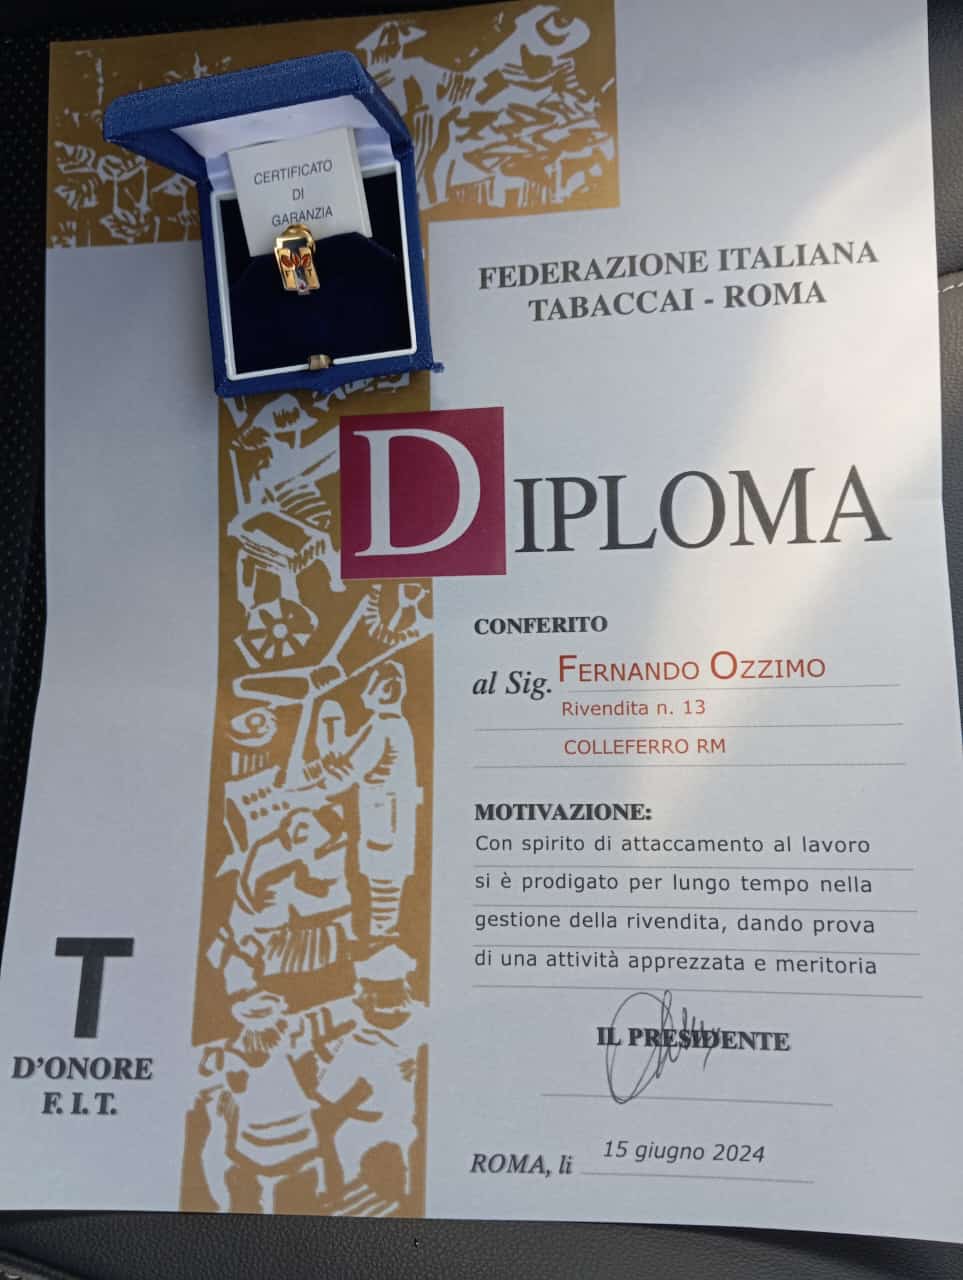 CERTIFICATO
DI
GARANZIA
FEDERAZIONE ITALIANA
TABACCAI - ROMA
DIPLOMA
CONFERITO
al Sig. FERNANDO OZZIMO
Rivendita n. 13
COLLEFERRO RM
MOTIVAZIONE:
Con spirito di attaccamento al lavoro
si è prodigato per lungo tempo nella
gestione della rivendita, dando prova
di una attività apprezzata e meritoria
IL PRESIDENTE
ROMA, li 15 giugno 2024
T
D'ONORE
F. I. T.